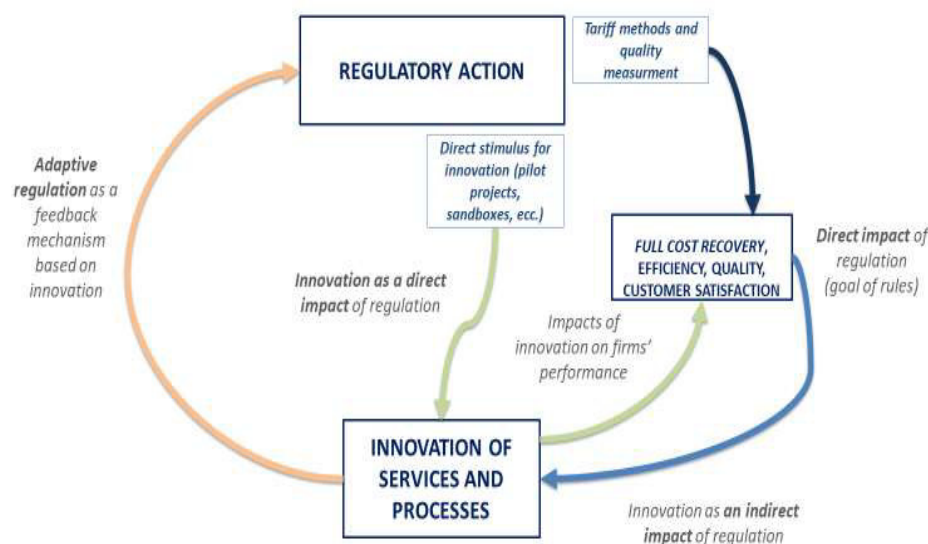 REGULATORY ACTION
Tariff methods and
quality
measurment
Direct stimulus for
innovation (pilot
projects,
sandboxes, ecc.)
Adaptive
regulation as a
feedback
mechanism
based on
innovation
Innovation as a direct
impact of regulation
FULL COST RECOVERY,
EFFICIENCY, QUALITY,
CUSTOMER SATISFACTION
Direct impact of
regulation
(goal of rules)
Impacts of
innovation on firms'
performance
INNOVATION OF
SERVICES AND
PROCESSES
Innovation as an indirect
impact of regulation